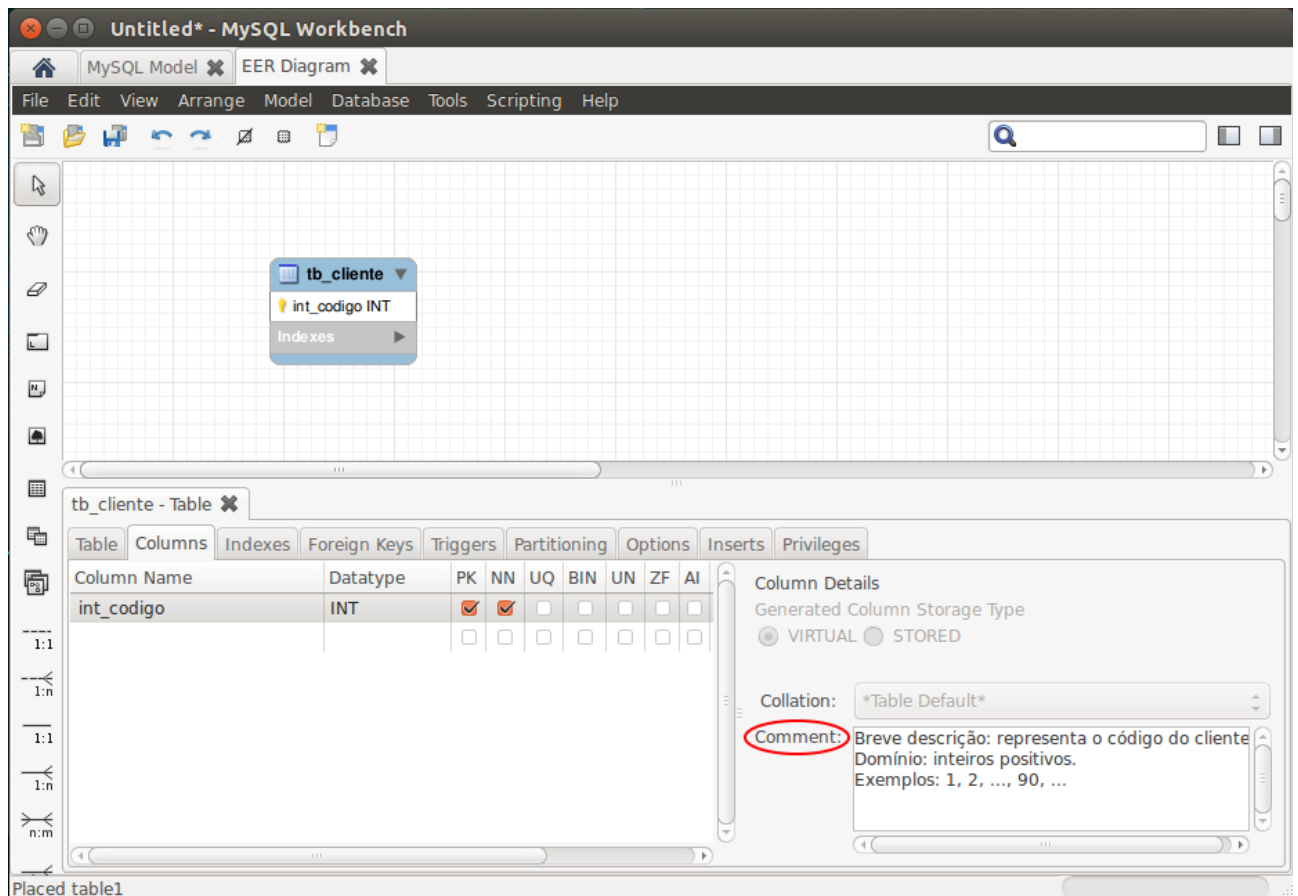 Untitled* - MySQL Workbench
MySQL Model EER Diagram
File Edit View Arrange Model Database Tools Scripting Help
tb_cliente
int_codigo INT
Indexes
tb_cliente - Table
Table Columns Indexes Foreign Keys Triggers Partitioning Options Inserts Privileges
Column Name Datatype PK NN UQ BIN UN ZF AI
int_codigo INT
Column Details
Generated Column Storage Type
VIRTUAL STORED
Collation: *Table Default*
Comment: Breve descrição: representa o código do cliente
Domínio: inteiros positivos.
Exemplos: 1, 2, ..., 90, ...
1:1
1:n
1:1
1:n
n:m
Placed table1